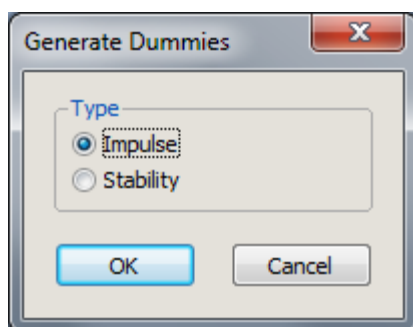 Generate Dummies
Type
Impulse
Stability
OK
Cancel